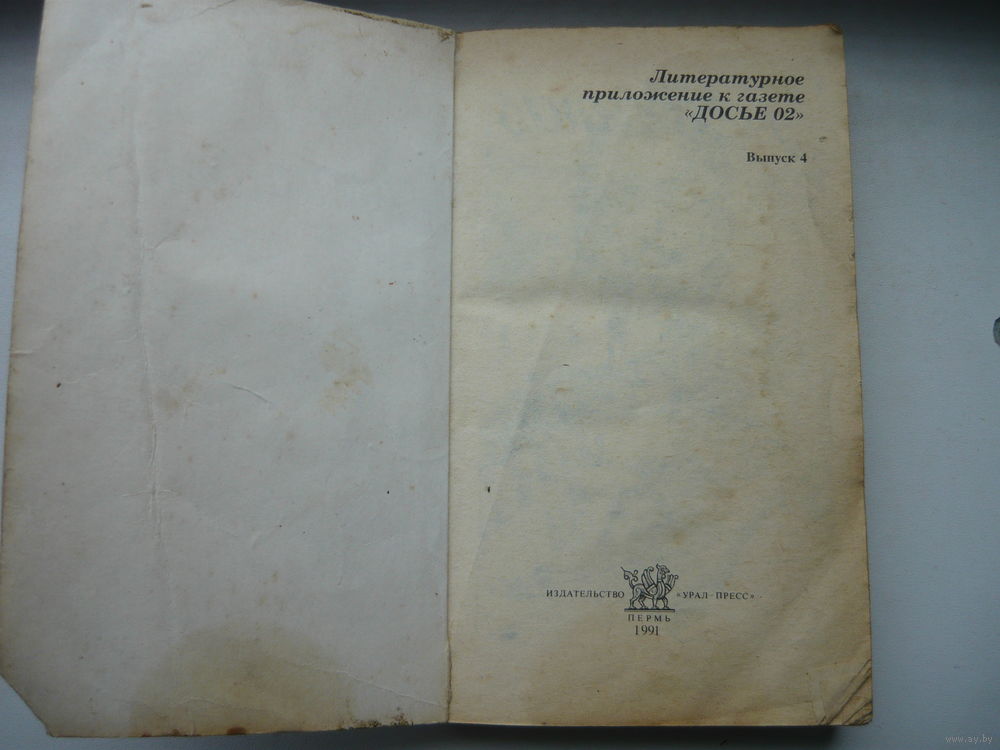 Литературное
приложение к газете
«ДОСЬЕ 02»
Выпуск 4
ИЗДАТЕЛЬСТВО «УРАЛ-ПРЕСС»
ПЕРМЬ
1991
www.ay.by